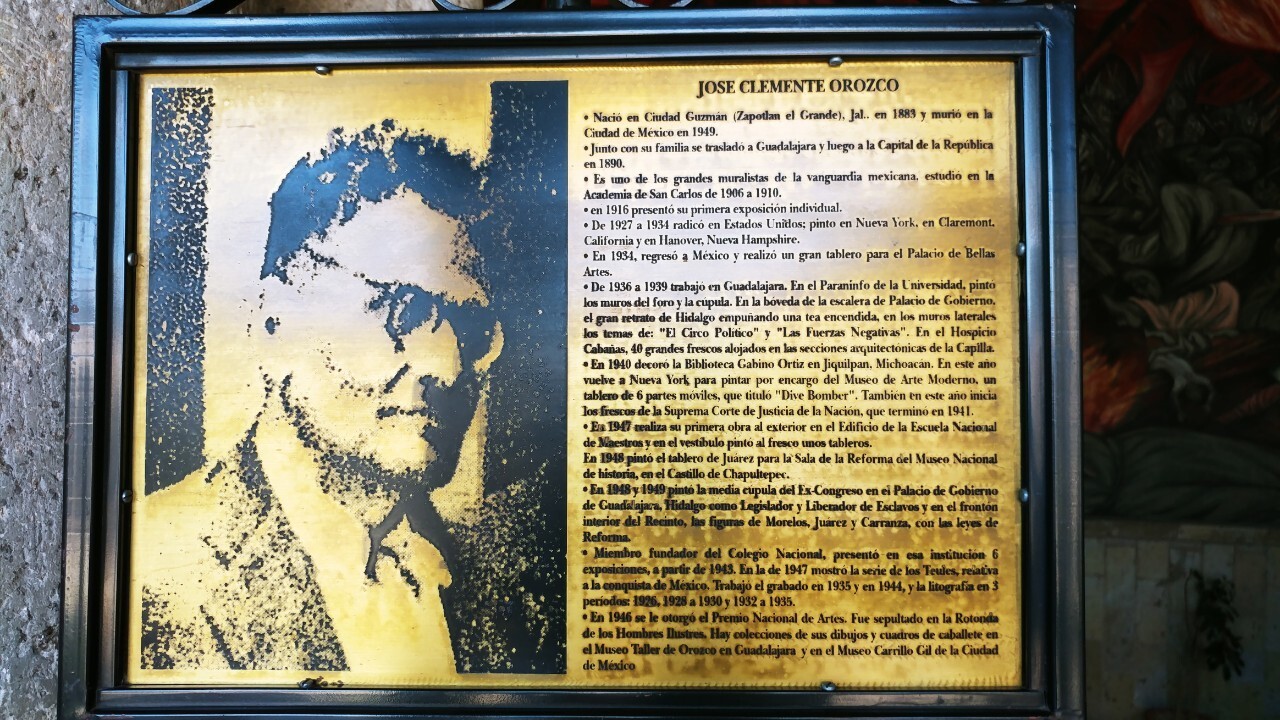 JOSE CLEMENTE OROZCO
• Nació en Ciudad Guzmán (Zapotlan el Grande), Jal.. en 1883 y murió en la
Ciudad de México en 1949.
• Junto con su familia se trasladó a Guadalajara y luego a la Capital de la República
en 1890.
• Es uno de los grandes muralistas de la vanguardia mexicana. estudió en la
Academia de San Carlos de 1906 a 1910.
• en 1916 presentó su primera exposición individual.
• De 1927 a 1934 radicó en Estados Unidos; pinto en Nueva York, en Claremont.
California y en Hanover, Nueva Hampshire.
• En 1934, regresó a México y realizó un gran tablero para el Palacio de Bellas
Artes.
• De 1936 a 1939 trabajó en Guadalajara. En el Paraninfo de la Universidad, pintó
los muros del foro y la cúpula. En la bóveda de la escalera de Palacio de Gobierno,
el gran retrato de Hidalgo empuñando una tea encendida, en los muros laterales
los temas de: "El Circo Político" y "Las Fuerzas Negativas". En el Hospicio
Cabañas, 40 grandes frescos alojados en las secciones arquitectónicas de la Capilla.
• En 1940 decoró la Biblioteca Gabino Ortiz en Jiquilpan, Michoacán. En este año
vuelve a Nueva York para pintar por encargo del Museo de Arte Moderno, un
tablero de 6 partes móviles, que título "Dive Bomber". También en este año inicia
los frescos de la Suprema Corte de Justicia de la Nación, que terminó en 1941.
• En 1947 realiza su primera obra al exterior en el Edificio de la Escuela Nacional
de Maestros y en el vestíbulo pintó al fresco unos tableros.
En 1948 pintó el tablero de Juárez para la Sala de la Reforma del Museo Nacional
de historia, en el Castillo de Chapultepec.
• En 1948 y 1949 pintó la media cúpula del Ex-Congreso en el Palacio de Gobierno
de Guadalajara, Hidalgo como Legislador y Liberador de Esclavos y en el frontón
interior del Recinto, las figuras de Morelos, Juárez y Carranza, con las leyes de
Reforma.
• Miembro fundador del Colegio Nacional, presentó en esa institución 6
exposiciones, a partir de 1943. En la de 1947 mostró la serie de los Teules, relativa
a la conquista de México. Trabajó el grabado en 1935 y en 1944, y la litografía en 3
períodos: 1926, 1928 a 1930 y 1932 a 1935.
• En 1946 se le otorgó el Premio Nacional de Artes. Fue sepultado en la Rotonda
de los Hombres Ilustres. Hay colecciones de sus dibujos y cuadros de caballete en
el Museo Taller de Orozco en Guadalajara y en el Museo Carrillo Gil de la Ciudad
de México